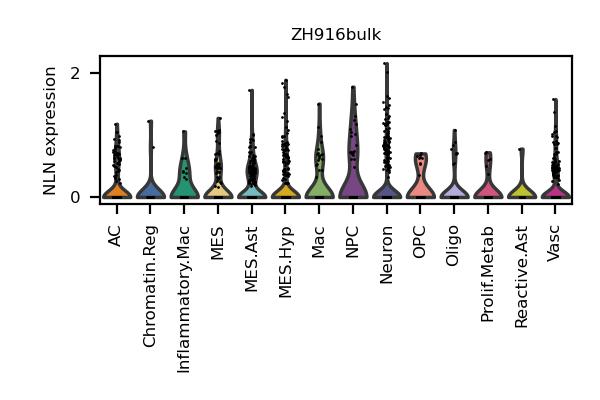 ZH916bulk
NLN expression
2
0
AC
Chromatin.Reg
Inflammatory.Mac
MES
MES.Ast
MES.Hyp
Mac
NPC
Neuron
OPC
Oligo
Prolif.Metab
Reactive.Ast
Vasc